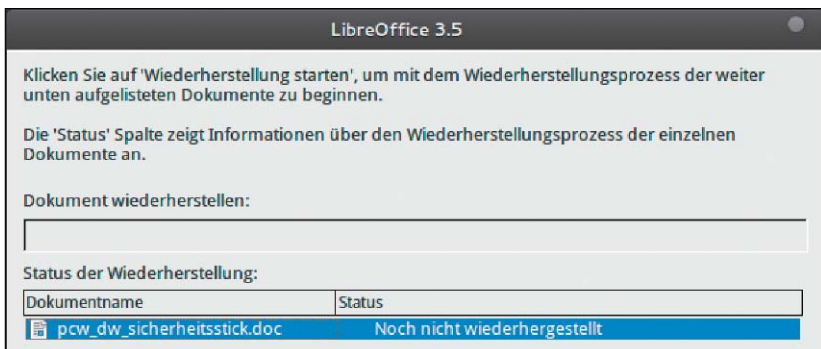 LibreOffice 3.5
Klicken Sie auf 'Wiederherstellung starten', um mit dem Wiederherstellungsprozess der weiter
unten aufgelisteten Dokumente zu beginnen.
Die 'Status' Spalte zeigt Informationen über den Wiederherstellungsprozess der einzelnen
Dokumente an.
Dokument wiederherstellen:
Status der Wiederherstellung:
Dokumentname Status
pcw_dw_sicherheitsstick.doc Noch nicht wiederhergestellt